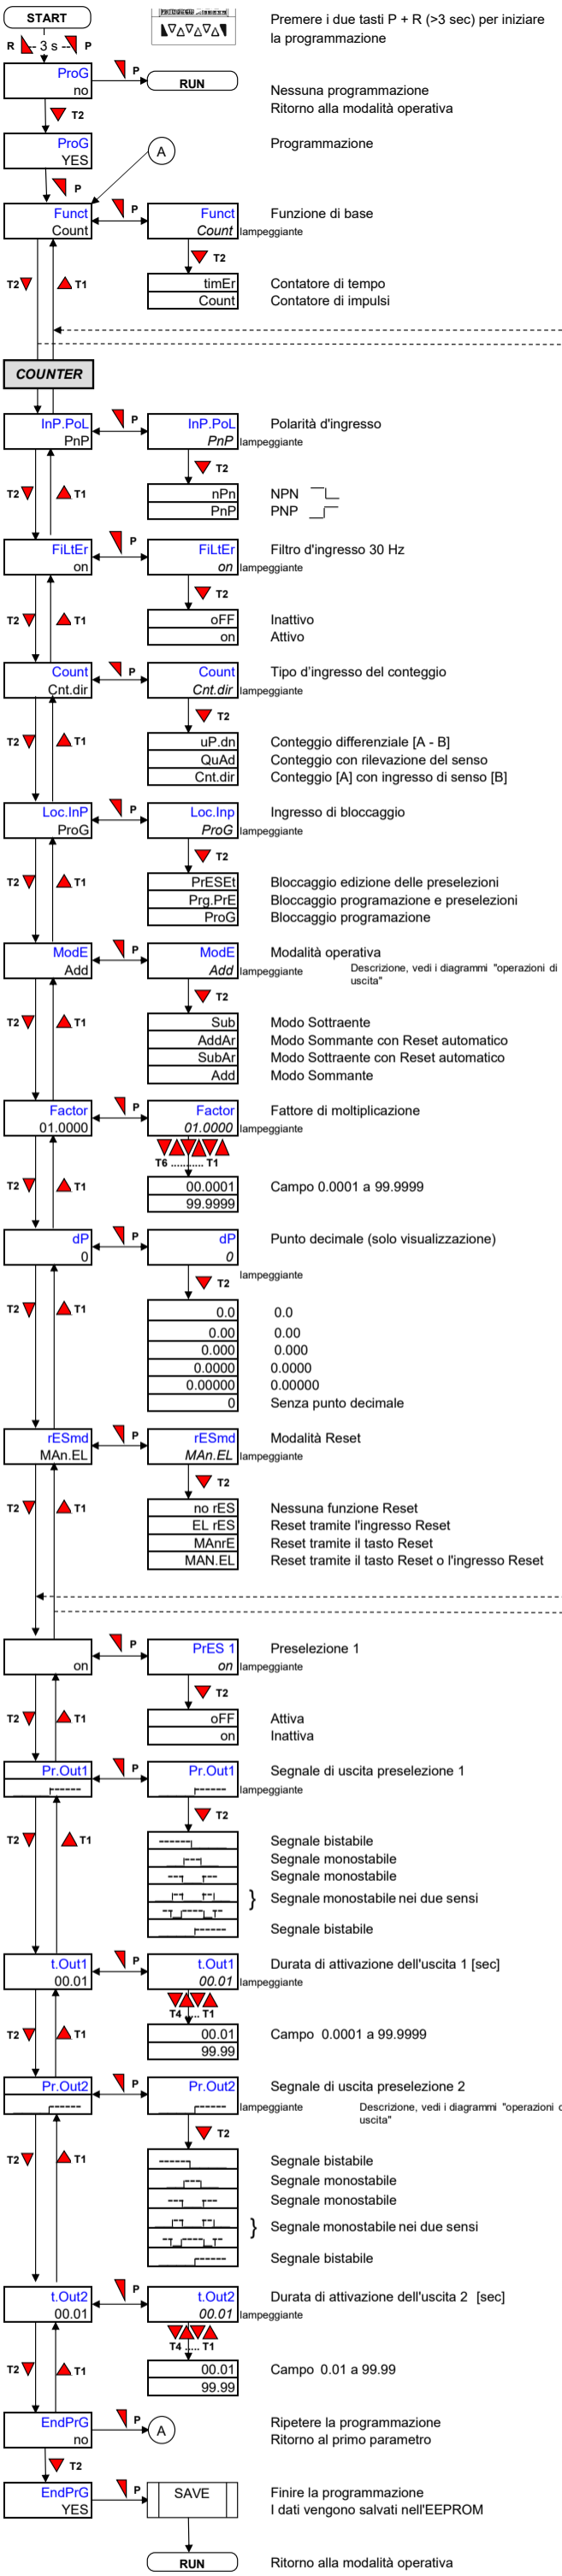 START
Premere i due tasti P + R (>3 sec) per iniziare
la programmazione
R 3 s P
ProG
no
P
RUN
Nessuna programmazione
Ritorno alla modalità operativa
T2
ProG
YES
A
Programmazione
P
Funct
Count
P
Funct
Count
lampeggiante
Funzione di base
T2
T2 T1
timEr
Count
Contatore di tempo
Contatore di impulsi
COUNTER
InP.PoL
PnP
P
InP.PoL
PnP
lampeggiante
Polarità d'ingresso
T2
T2 T1
nPn
PnP
NPN
PNP
FiLtEr
on
P
FiLtEr
on
lampeggiante
Filtro d'ingresso 30 Hz
T2
T2 T1
oFF
on
Inattivo
Attivo
Count
Cnt.dir
P
Count
Cnt.dir
lampeggiante
Tipo d'ingresso del conteggio
T2
T2 T1
uP.dn
QuAd
Cnt.dir
Conteggio differenziale [A - B]
Conteggio con rilevazione del senso
Conteggio [A] con ingresso di senso [B]
Loc.InP
ProG
P
Loc.Inp
ProG
lampeggiante
Ingresso di bloccaggio
T2
T2 T1
PrESEt
Prg.PrE
ProG
Bloccaggio edizione delle preselezioni
Bloccaggio programazione e preselezioni
Bloccaggio programazione
ModE
Add
P
ModE
Add
lampeggiante
Modalità operativa
Descrizione, vedi i diagrammi "operazioni di
uscita"
T2
T2 T1
Sub
AddAr
SubAr
Add
Modo Sottraente
Modo Sommante con Reset automatico
Modo Sottraente con Reset automatico
Modo Sommante
Factor
01.0000
P
Factor
01.0000
lampeggiante
Fattore di moltiplicazione
T6 ........... T1
T2 T1
00.0001
99.9999
Campo 0.0001 a 99.9999
dP
0
P
dP
0
lampeggiante
Punto decimale (solo visualizzazione)
T2
T2 T1
0.0
0.00
0.000
0.0000
0.00000
0
0.0
0.00
0.000
0.0000
0.00000
Senza punto decimale
rESmd
MAn.EL
P
rESmd
MAn.EL
lampeggiante
Modalità Reset
T2
T2 T1
no rES
EL rES
MAnrE
MAN.EL
Nessuna funzione Reset
Reset tramite l'ingresso Reset
Reset tramite il tasto Reset
Reset tramite il tasto Reset o l'ingresso Reset
on
P
PrES 1
on
lampeggiante
Preselezione 1
T2
T2 T1
oFF
on
Attiva
Inattiva
Pr.Out1
P
Pr.Out1
lampeggiante
Segnale di uscita preselezione 1
T2
T2 T1
Segnale bistabile
Segnale monostabile
Segnale monostabile
} Segnale monostabile nei due sensi
Segnale bistabile
t.Out1
00.01
P
t.Out1
00.01
lampeggiante
Durata di attivazione dell'uscita 1 [sec]
T4 .... T1
T2 T1
00.01
99.99
Campo 0.0001 a 99.9999
Pr.Out2
P
Pr.Out2
lampeggiante
Segnale di uscita preselezione 2
Descrizione, vedi i diagrammi "operazioni
uscita"
T2
T2 T1
Segnale bistabile
Segnale monostabile
Segnale monostabile
} Segnale monostabile nei due sensi
Segnale bistabile
t.Out2
00.01
P
t.Out2
00.01
lampeggiante
Durata di attivazione dell'uscita 2 [sec]
T4 ..... T1
T2 T1
00.01
99.99
Campo 0.01 a 99.99
EndPrG
no
P
A
Ripetere la programmazione
Ritorno al primo parametro
T2
EndPrG
YES
P
SAVE
Finire la programmazione
I dati vengono salvati nell'EEPROM
RUN
Ritorno alla modalità operativa